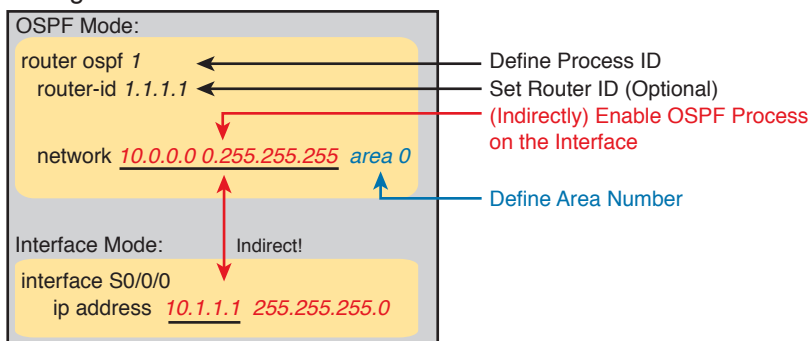 OSPF Mode:
router ospf 1
router-id 1.1.1.1
network 10.0.0.0 0.255.255.255 area 0
Define Process ID
Set Router ID (Optional)
(Indirectly) Enable OSPF Process
on the Interface
Define Area Number
Interface Mode:
Indirect!
interface S0/0/0
ip address 10.1.1.1 255.255.255.0